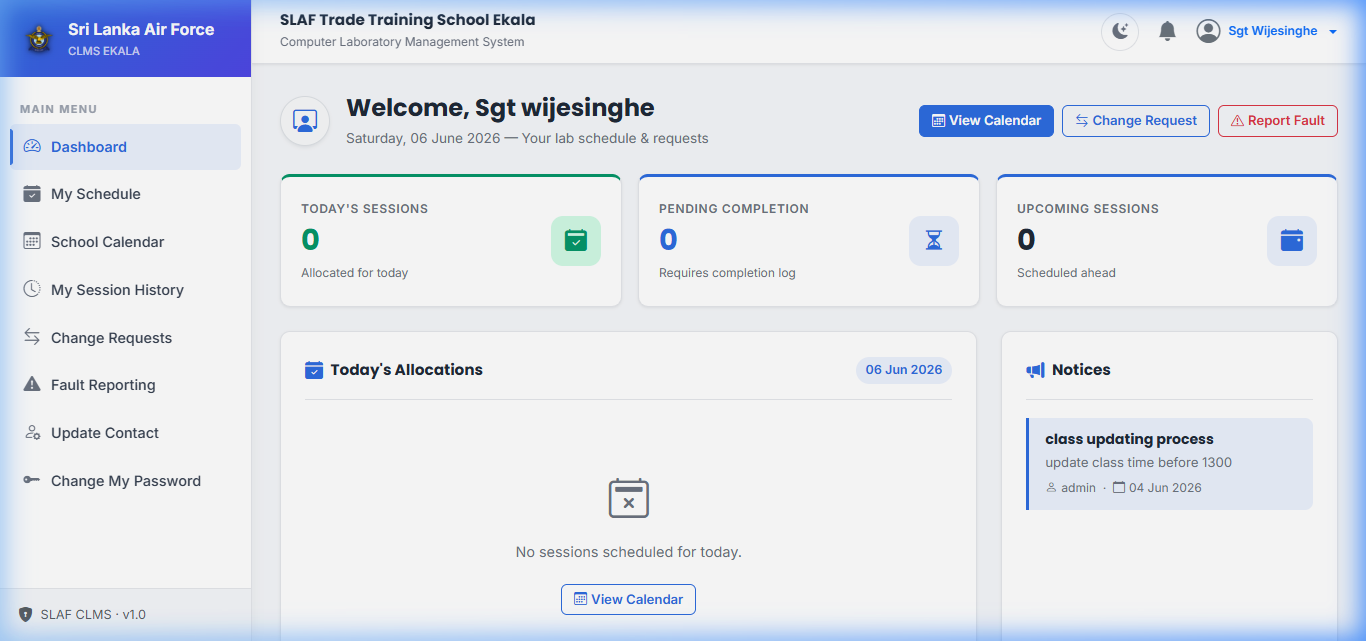 Sri Lanka Air Force
CLMS EKALA
MAIN MENU
Dashboard
My Schedule
School Calendar
My Session History
Change Requests
Fault Reporting
Update Contact
Change My Password
SLAF CLMS · v1.0
SLAF Trade Training School Ekala
Computer Laboratory Management System
Sgt Wijesinghe
Welcome, Sgt wijesinghe
Saturday, 06 June 2026 — Your lab schedule & requests
View Calendar
Change Request
Report Fault
TODAY'S SESSIONS
0
Allocated for today
PENDING COMPLETION
0
Requires completion log
UPCOMING SESSIONS
0
Scheduled ahead
Today's Allocations
06 Jun 2026
No sessions scheduled for today.
View Calendar
Notices
class updating process
update class time before 1300
admin · 04 Jun 2026